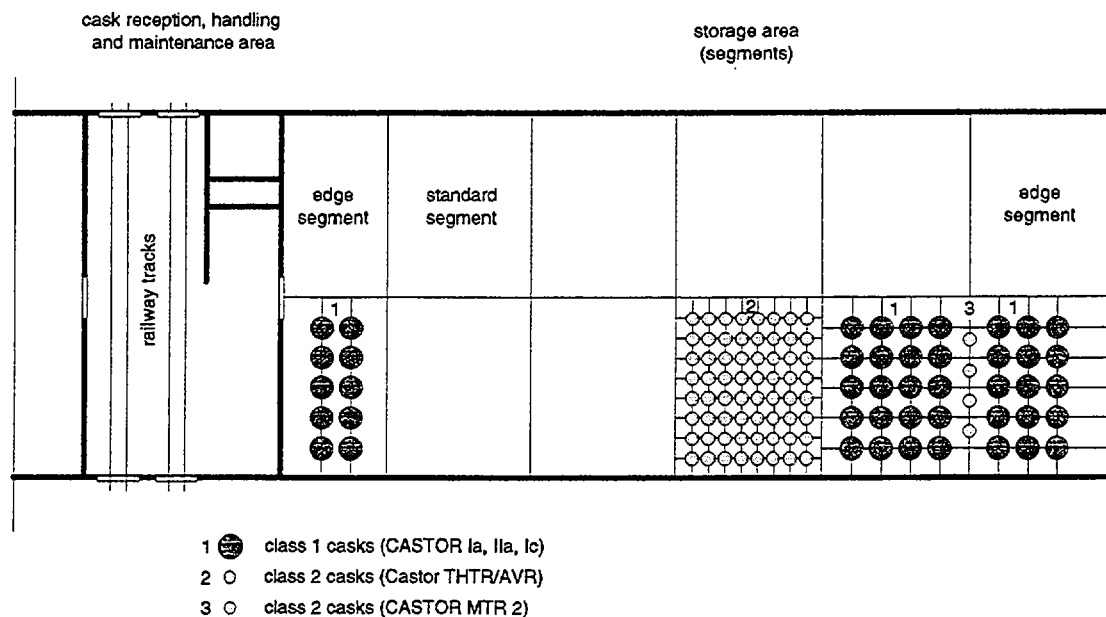 cask reception, handling
and maintenance area
storage area
(segments)
edge
segment
standard
segment
edge
segment
railway tracks
1
2
1
3
1
1 class 1 casks (CASTOR Ia, IIa, Ic)
2 class 2 casks (Castor THTR/AVR)
3 class 2 casks (CASTOR MTR 2)